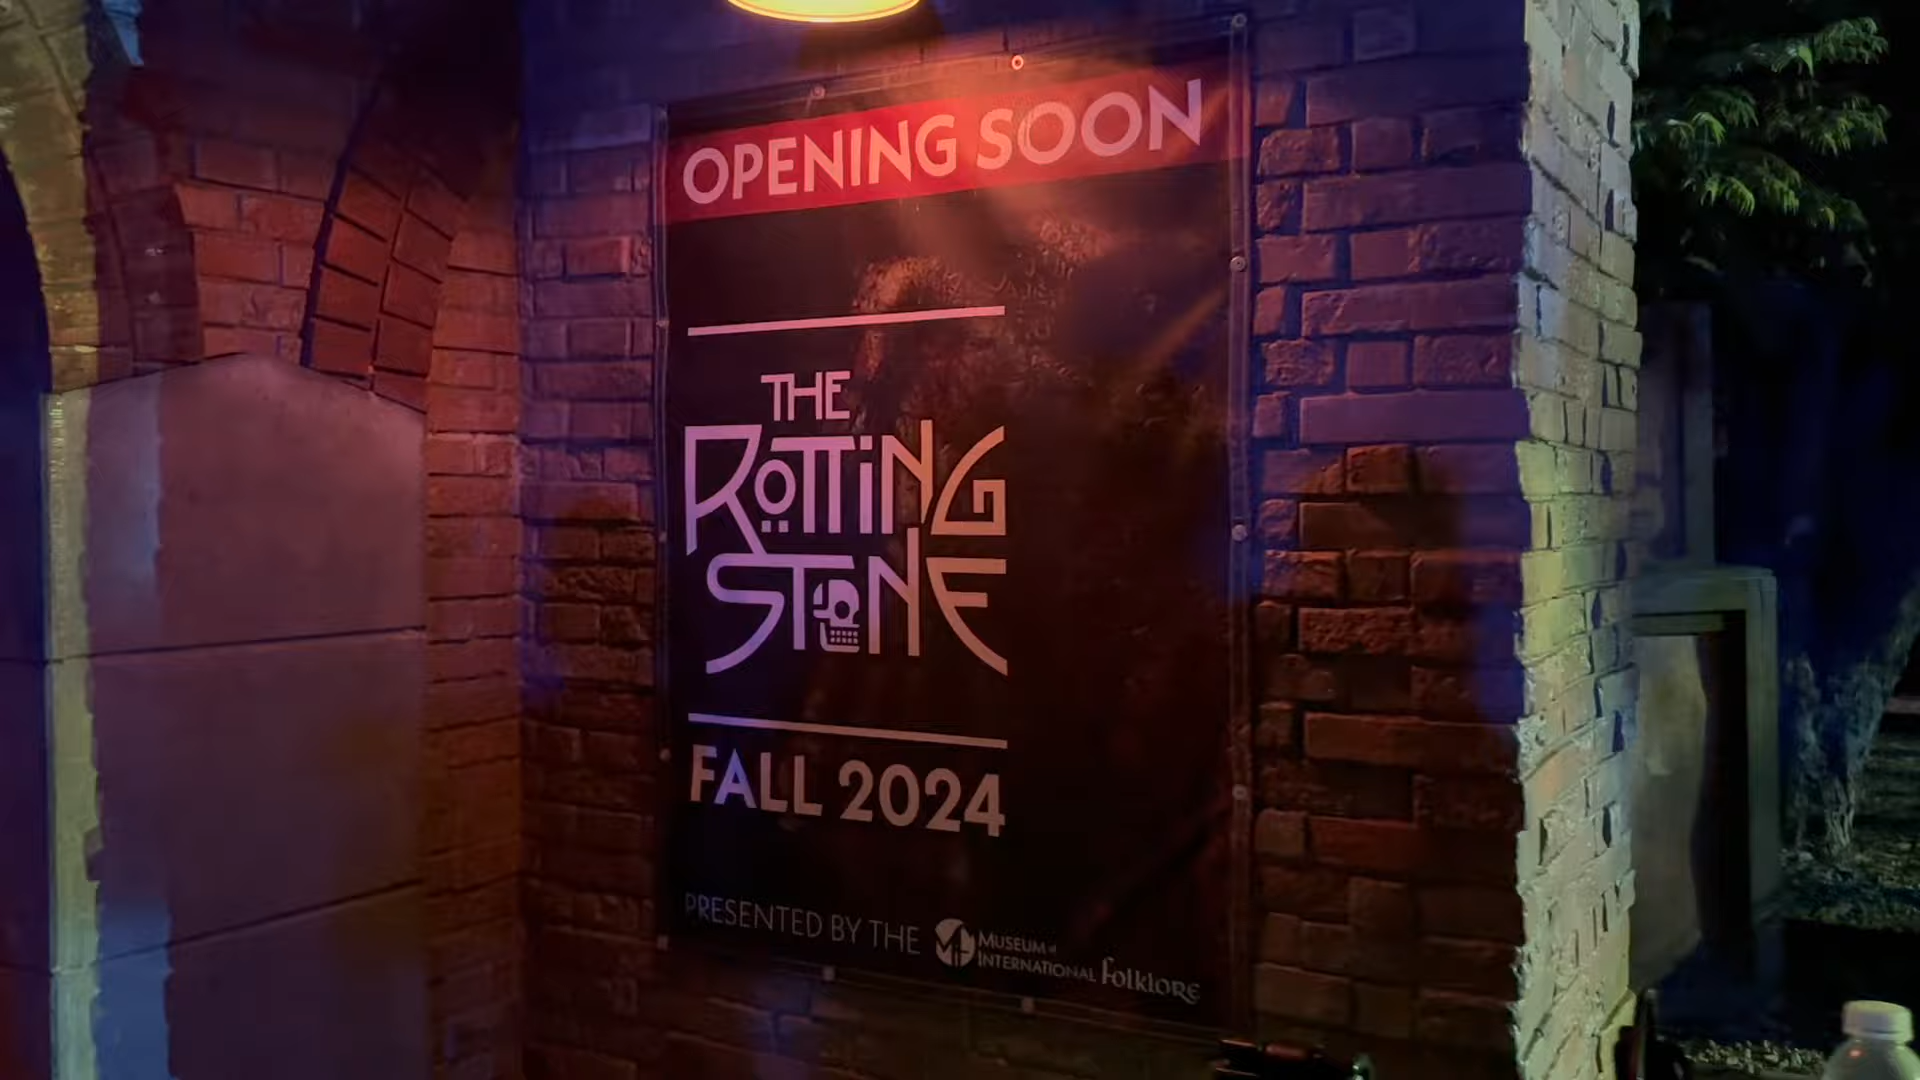 OPENING SOON
THE
ROTTING
STONE
FALL 2024
PRESENTED BY THE
MUSEUM of
INTERNATIONAL Folklore